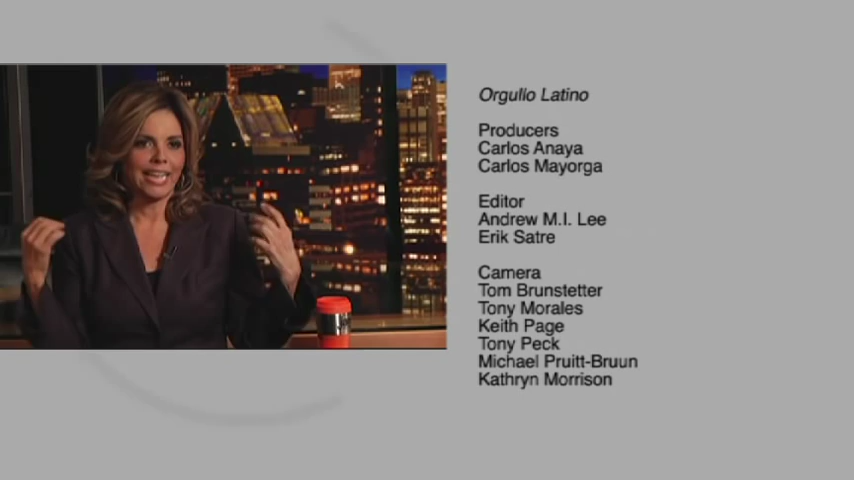 Orgullo Latino
Producers
Carlos Anaya
Carlos Mayorga
Editor
Andrew M.I. Lee
Erik Satre
Camera
Tom Brunstetter
Tony Morales
Keith Page
Tony Peck
Michael Pruitt-Bruun
Kathryn Morrison